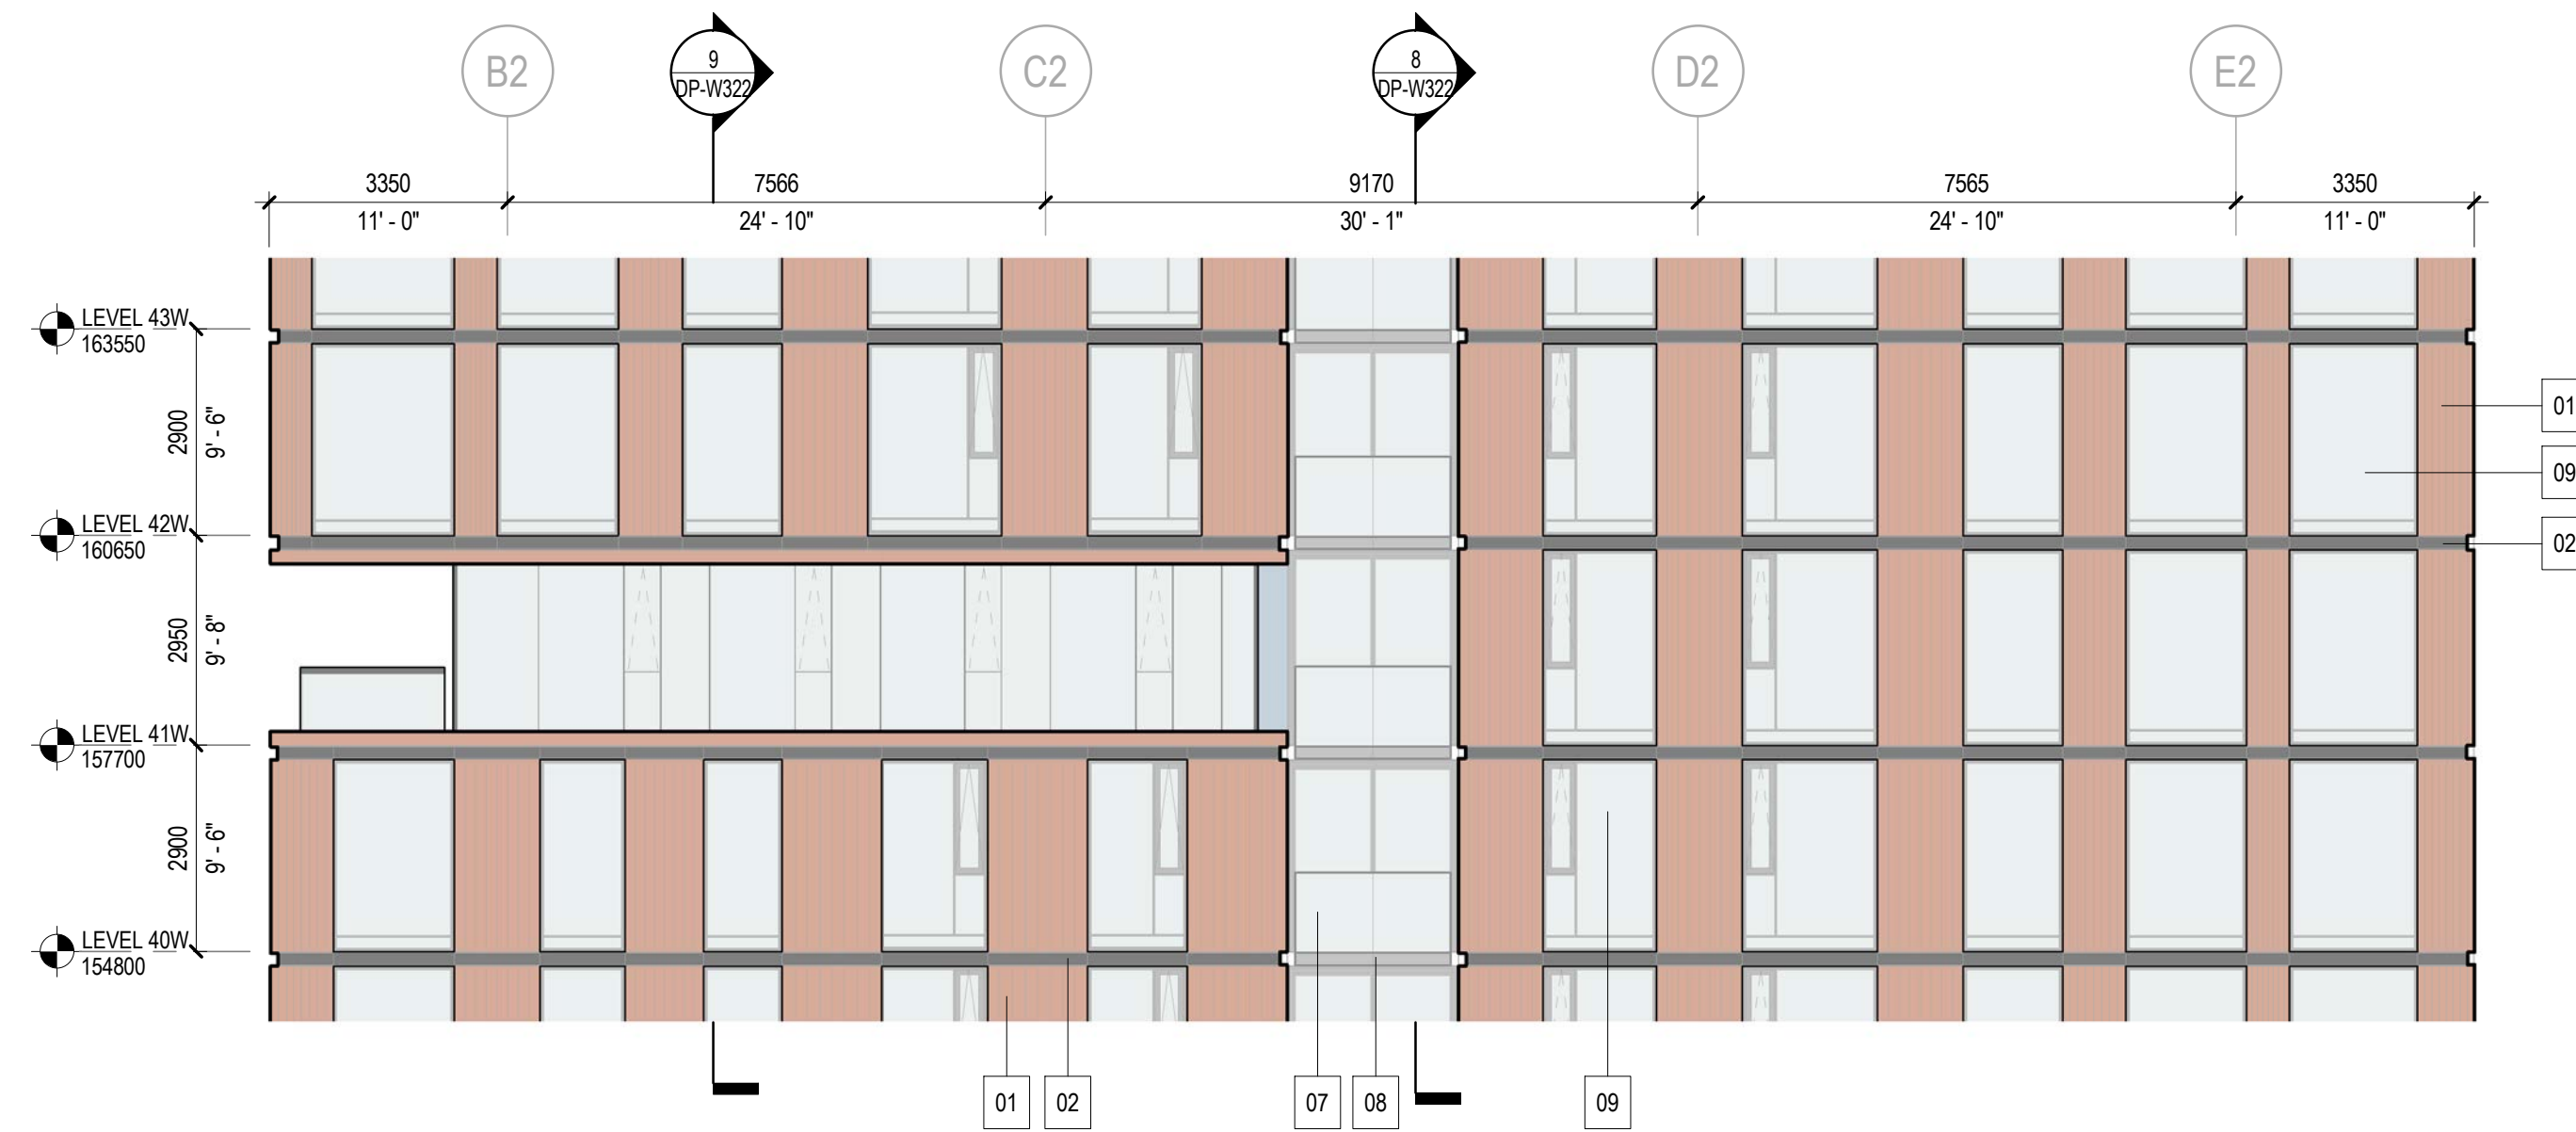 B2
9
DP-W322
C2
8
DP-W322
D2
E2
3350
7566
9170
7565
3350
11' - 0"
24' - 10"
30' - 1"
24' - 10"
11' - 0"
LEVEL 43W
163550
2900
9' - 6"
01
09
LEVEL 42W
160650
02
2950
9' - 8"
LEVEL 41W
157700
2900
9' - 6"
LEVEL 40W
154800
01
02
07
08
09